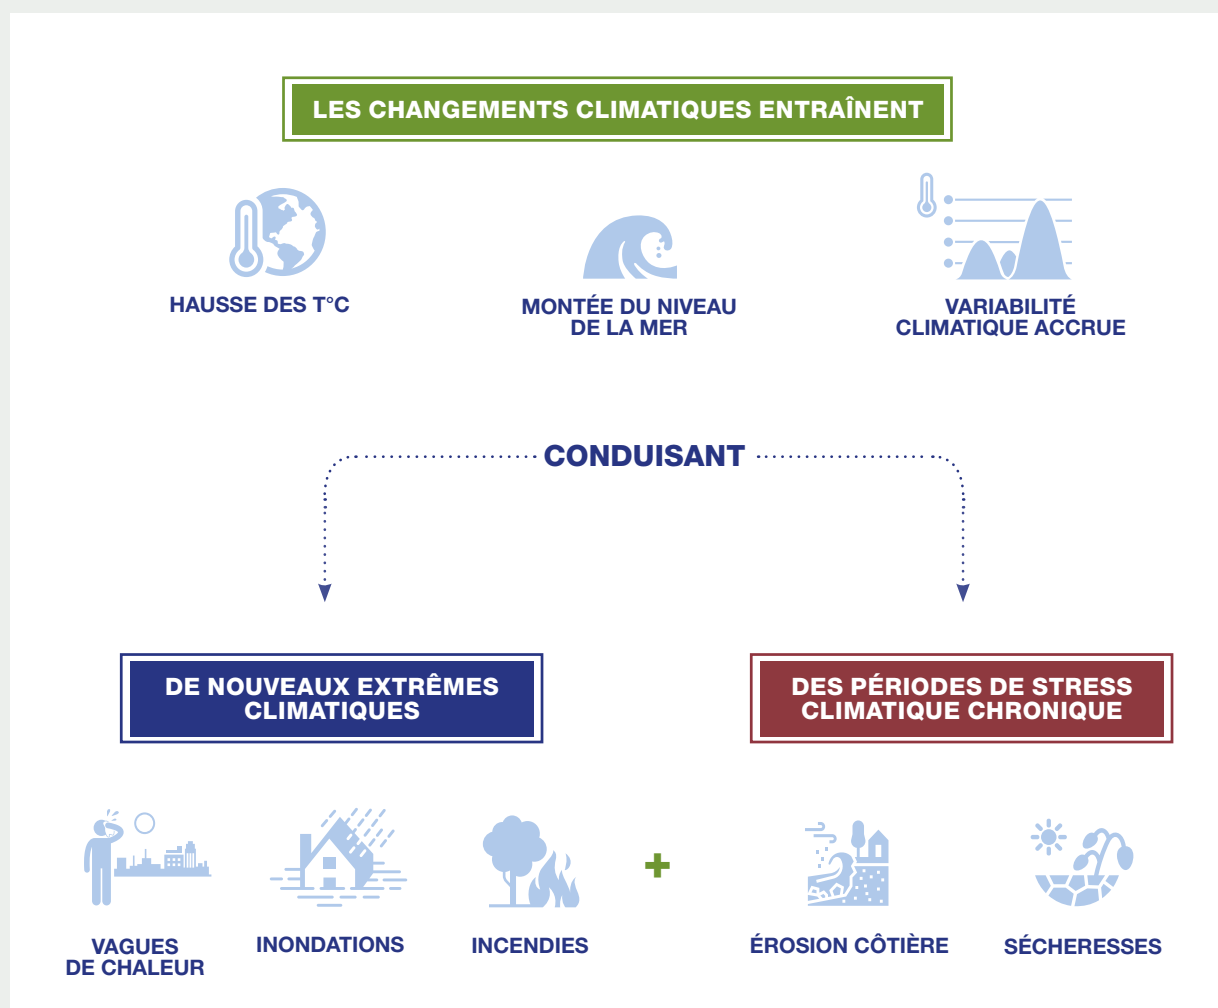 LES CHANGEMENTS CLIMATIQUES ENTRAÎNENT
HAUSSE DES T°C
MONTÉE DU NIVEAU
DE LA MER
VARIABILITÉ
CLIMATIQUE ACCRUE
CONDUISANT
DE NOUVEAUX EXTRÊMES
CLIMATIQUES
DES PÉRIODES DE STRESS
CLIMATIQUE CHRONIQUE
VAGUES
DE CHALEUR
INONDATIONS
INCENDIES
ÉROSION CÔTIÈRE
SÉCHERESSES